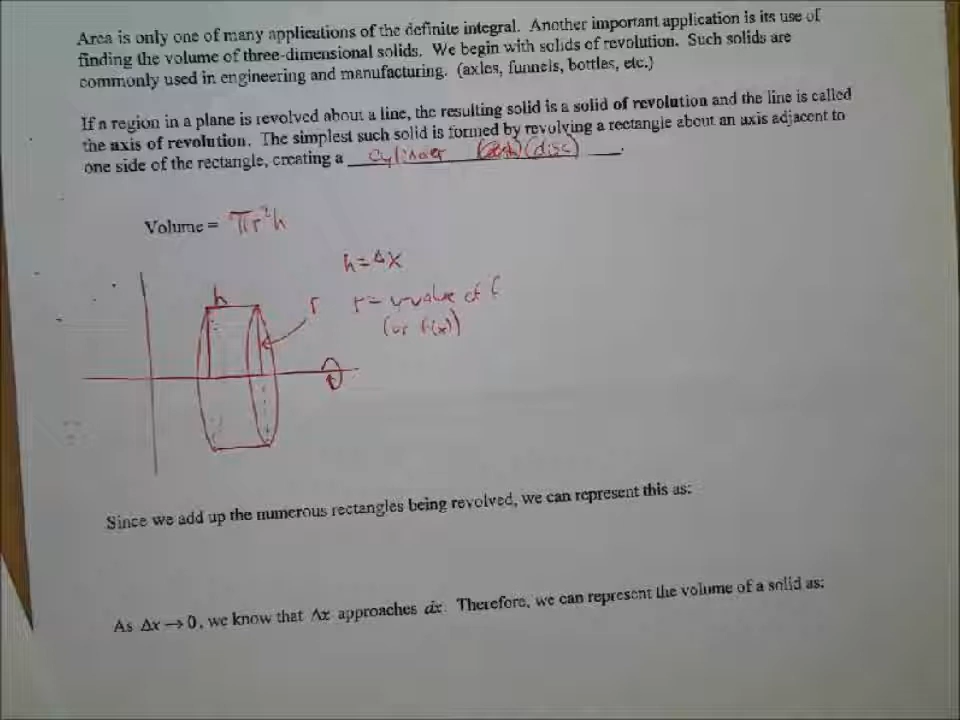 Area is only one of many applications of the definite integral. Another important application is its use of
finding the volume of three-dimensional solids. We begin with solids of revolution. Such solids are
commonly used in engineering and manufacturing. (axles, funnels, bottles, etc.)
If a region in a plane is revolved about a line, the resulting solid is a solid of revolution and the line is called
the axis of revolution. The simplest such solid is formed by revolving a rectangle about an axis adjacent to
one side of the rectangle, creating a cylinder (disc).
Volume = πr²h
h = Δx
h
r
r = y-value of f
(or f(x))
Since we add up the numerous rectangles being revolved, we can represent this as:
As Δx → 0, we know that Δx approaches dx. Therefore, we can represent the volume of a solid as: